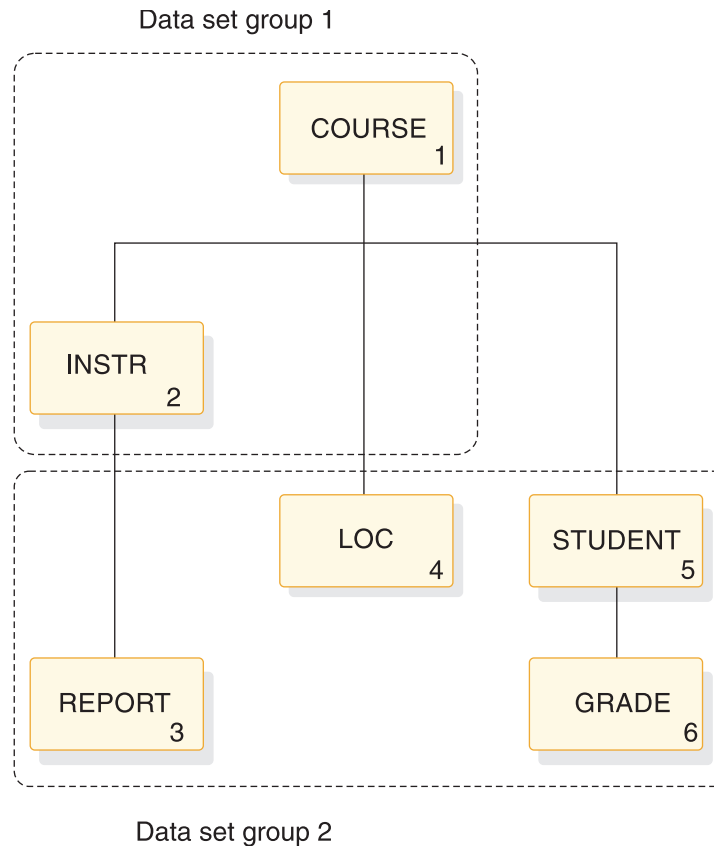 Data set group 1
COURSE
1
INSTR
2
LOC
4
STUDENT
5
REPORT
3
GRADE
6
Data set group 2